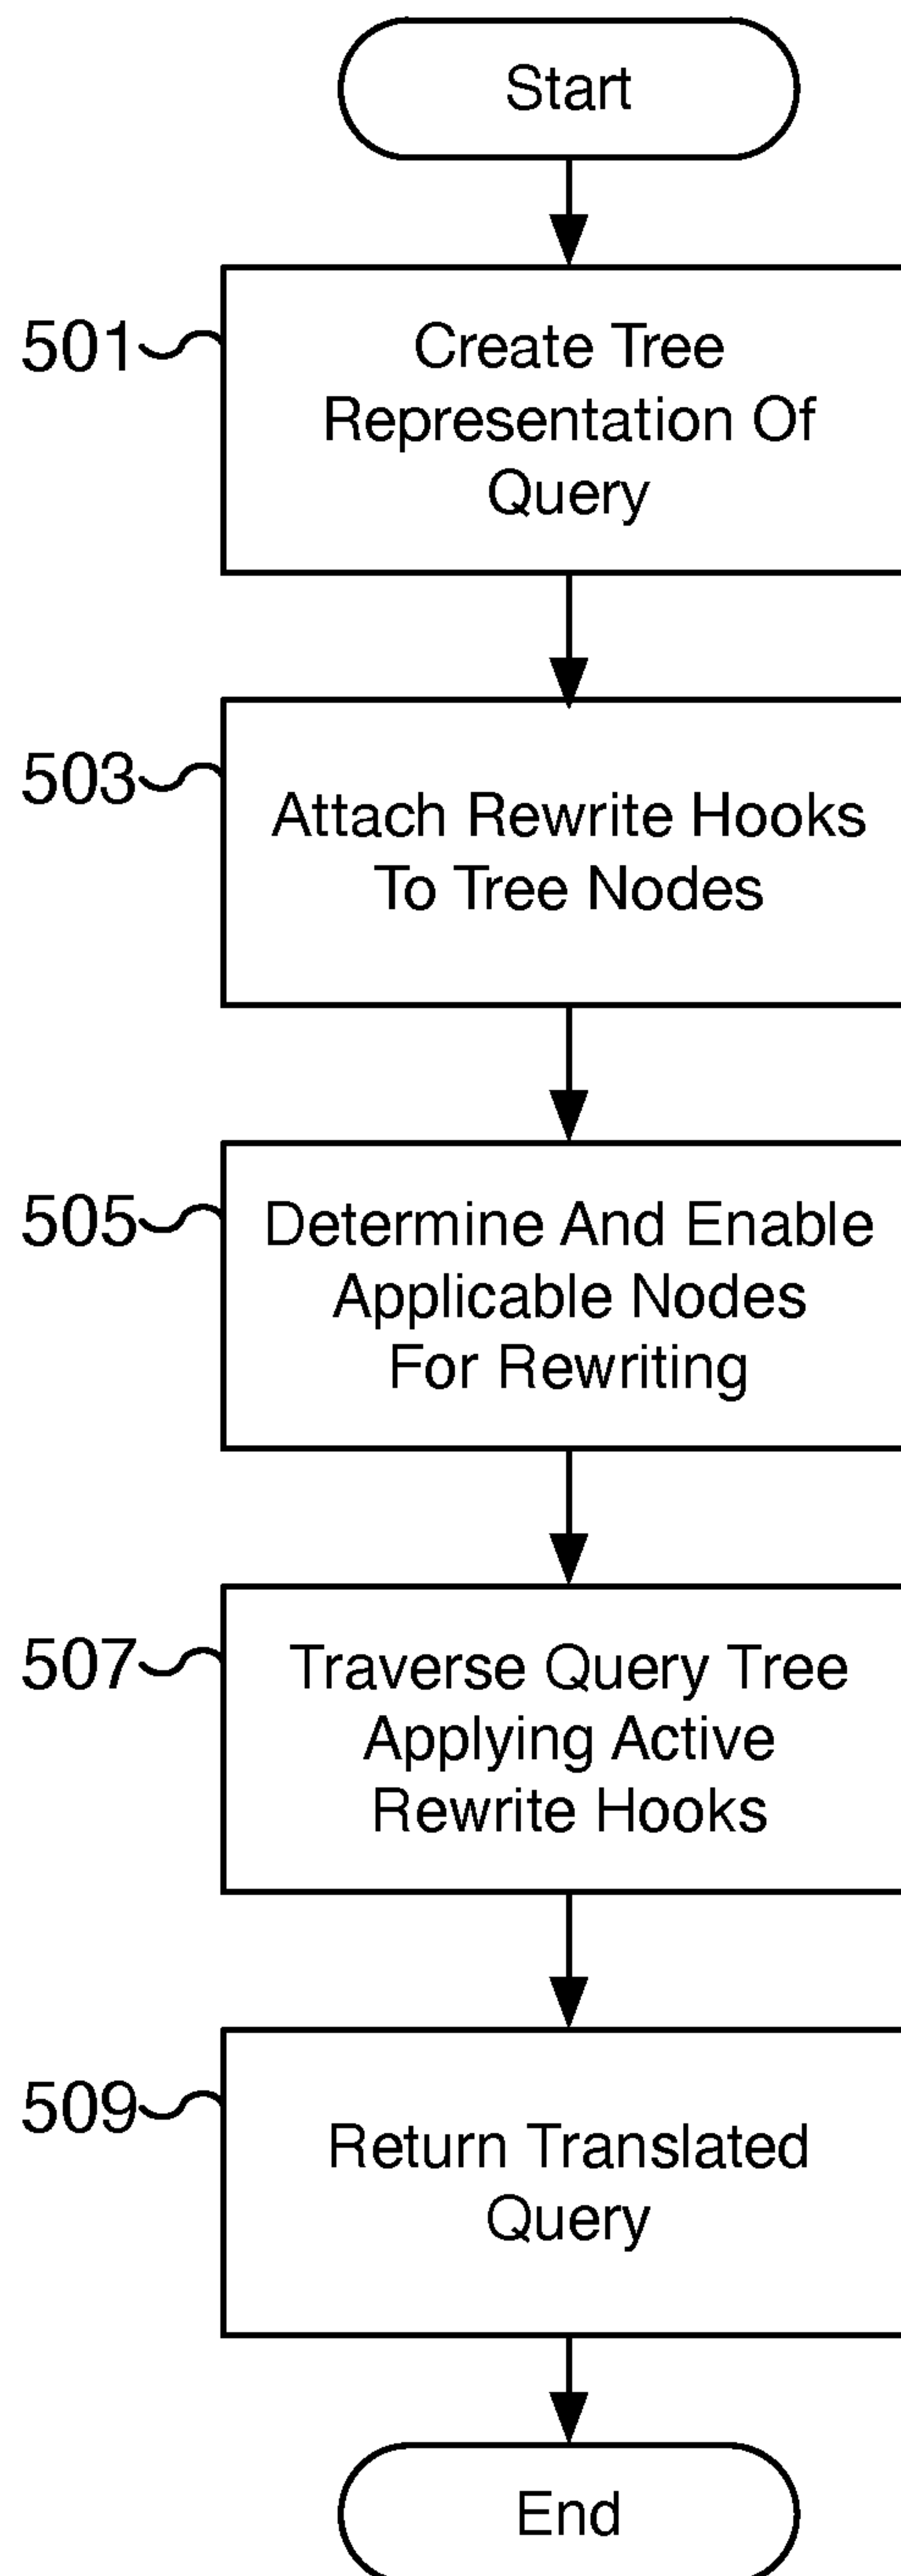 Start
501
Create Tree
Representation Of
Query
503
Attach Rewrite Hooks
To Tree Nodes
505
Determine And Enable
Applicable Nodes
For Rewriting
507
Traverse Query Tree
Applying Active
Rewrite Hooks
509
Return Translated
Query
End